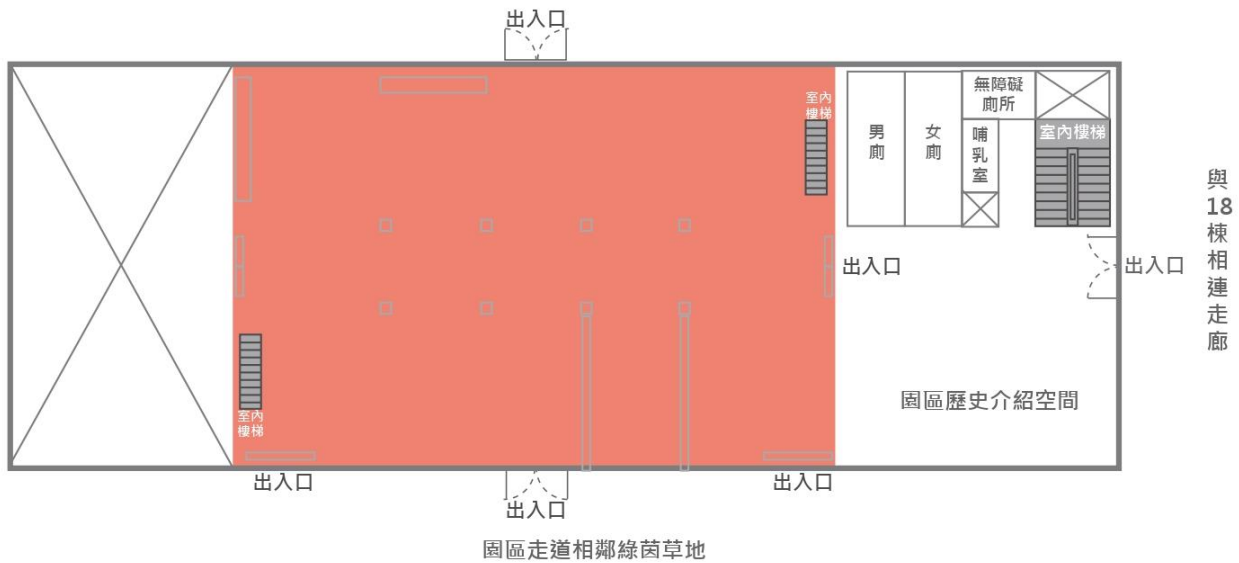 出入口
室內
樓梯
男廁
女廁
無障礙
廁所
哺乳室
室內樓梯
與18棟相連走廊
出入口
出入口
園區歷史介紹空間
室內
樓梯
出入口
出入口
出入口
園區走道相鄰綠茵草地